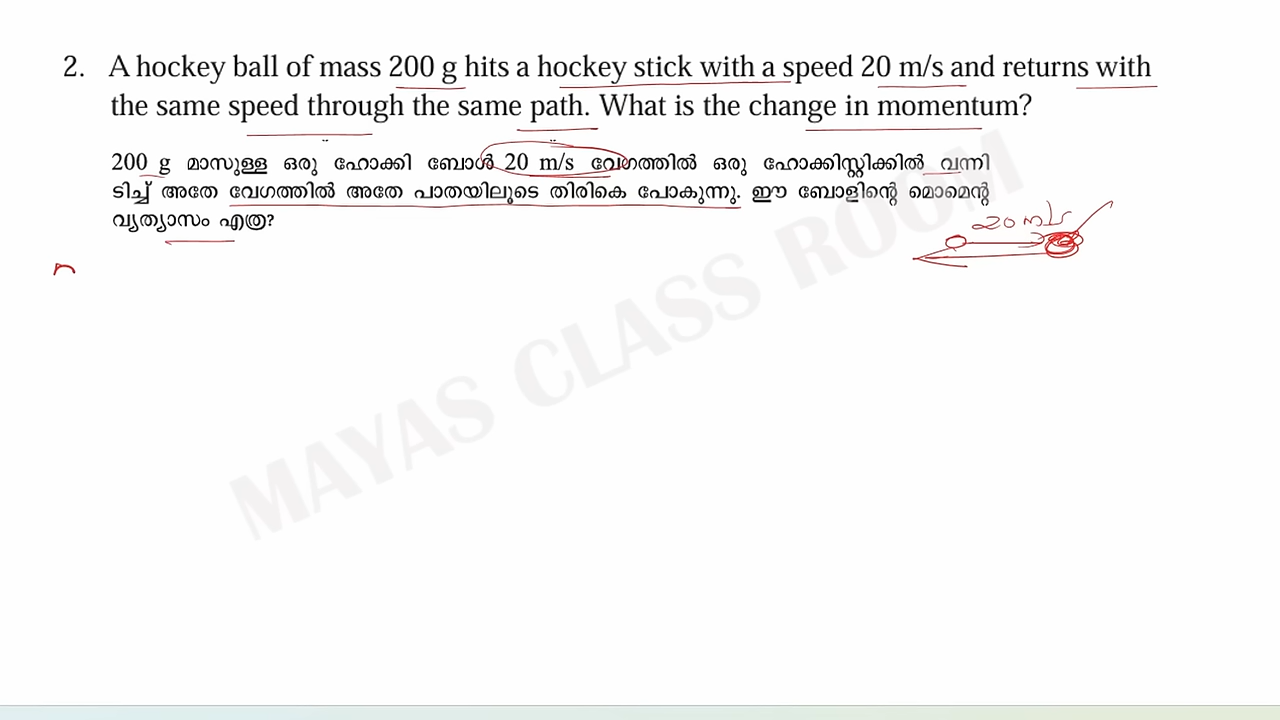 2. A hockey ball of mass 200 g hits a hockey stick with a speed 20 m/s and returns with
the same speed through the same path. What is the change in momentum?
200 g മാസുള്ള ഒരു ഹോക്കി ബോൾ 20 m/s വേഗത്തിൽ ഒരു ഹോക്കിസ്റ്റിക്കിൽ വന്നി
ടിച്ച് അതേ വേഗത്തിൽ അതേ പാതയിലൂടെ തിരികെ പോകുന്നു. ഈ ബോളിന്റെ മൊമെന്റ
വ്യത്യാസം എത്ര?
20 m/s
MAYAS CLASS ROOM